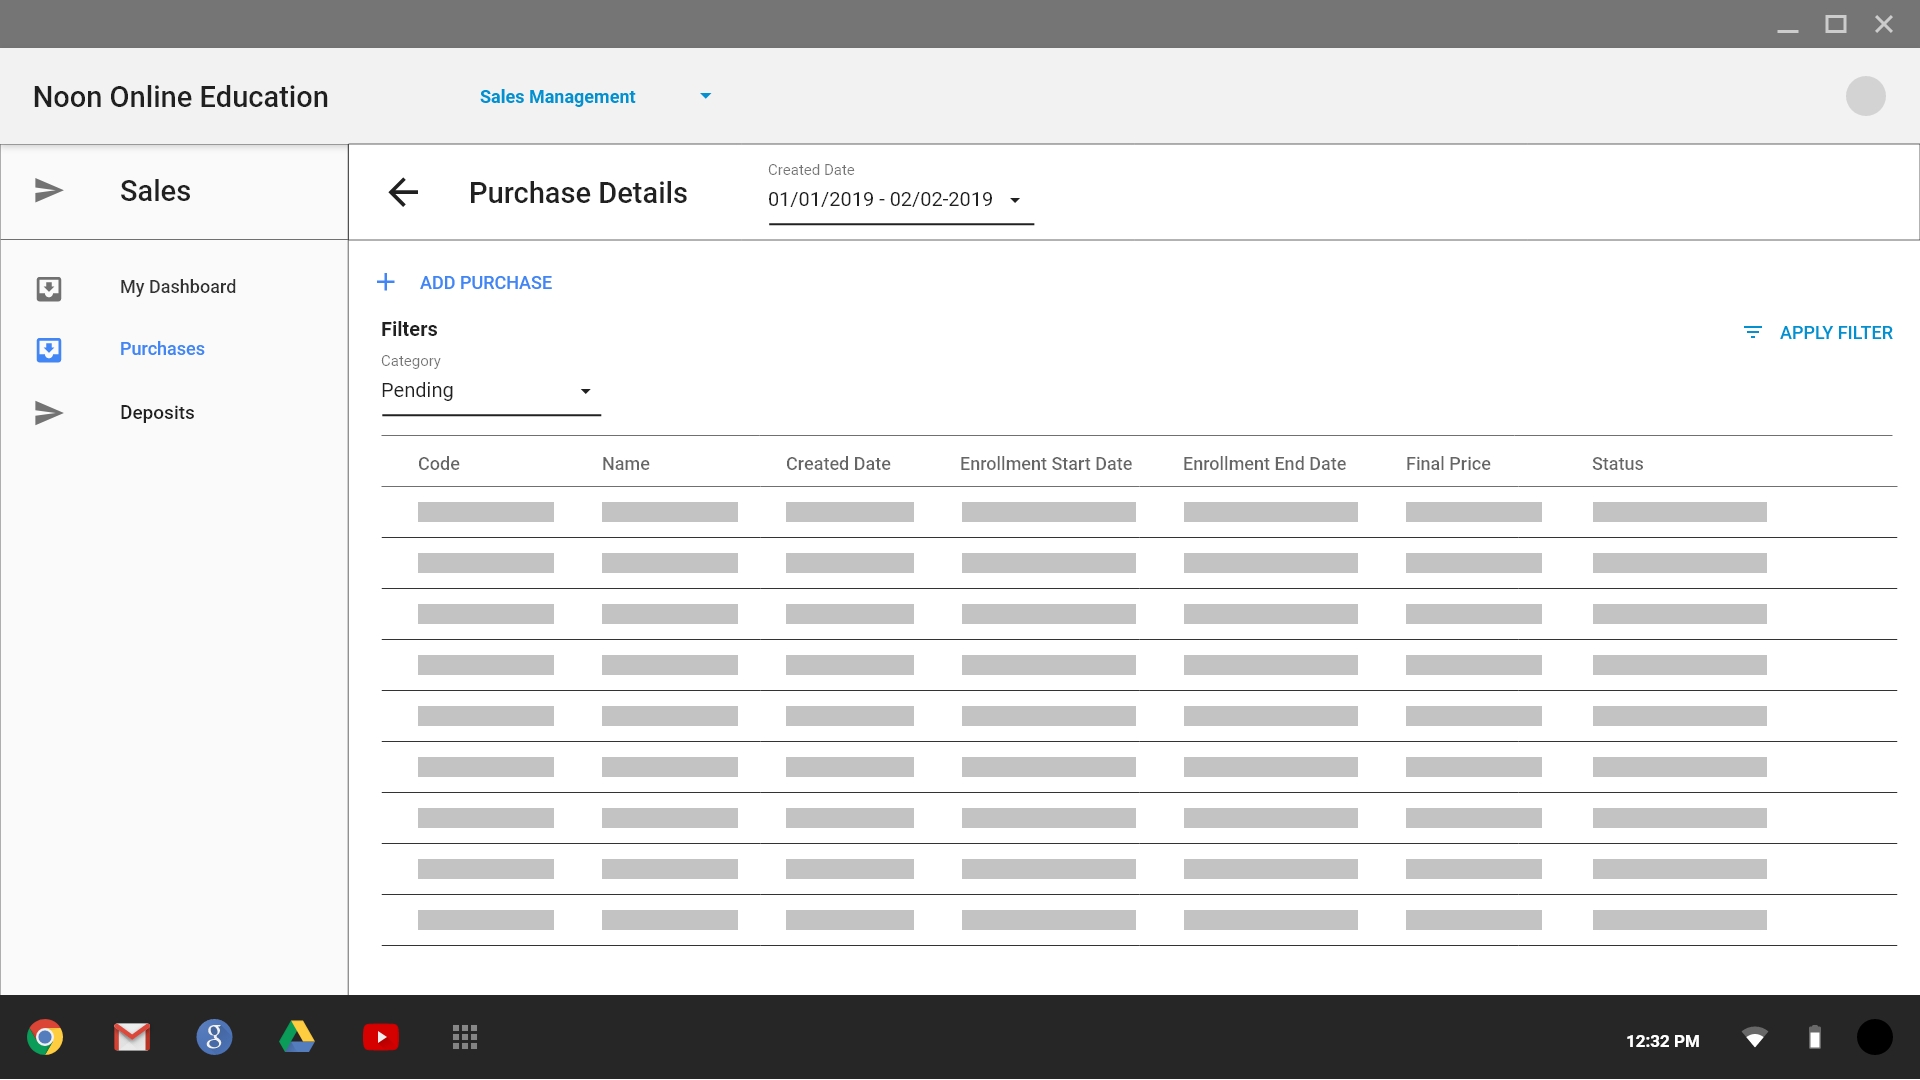 Noon Online Education
Sales Management
Sales
Purchase Details
Created Date
01/01/2019 - 02/02-2019
My Dashboard
Purchases
Deposits
ADD PURCHASE
Filters
APPLY FILTER
Category
Pending
Code Name Created Date Enrollment Start Date Enrollment End Date Final Price Status
g
12:32 PM